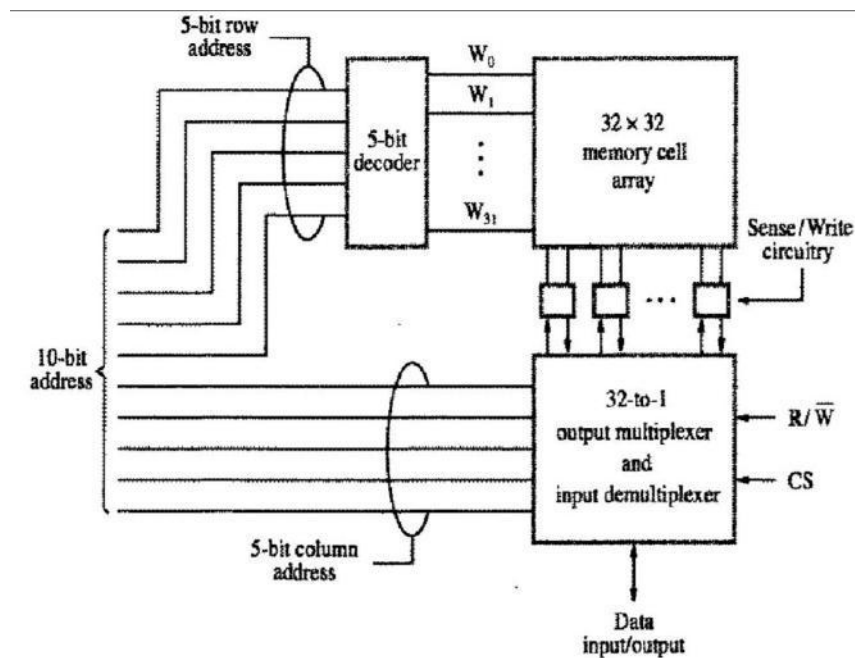 5-bit row
address
W₀
W₁
5-bit
decoder
W₃₁
32 × 32
memory cell
array
Sense/Write
circuitry
10-bit
address
32-to-1
output multiplexer
and
input demultiplexer
R/W̅
CS
5-bit column
address
Data
input/output